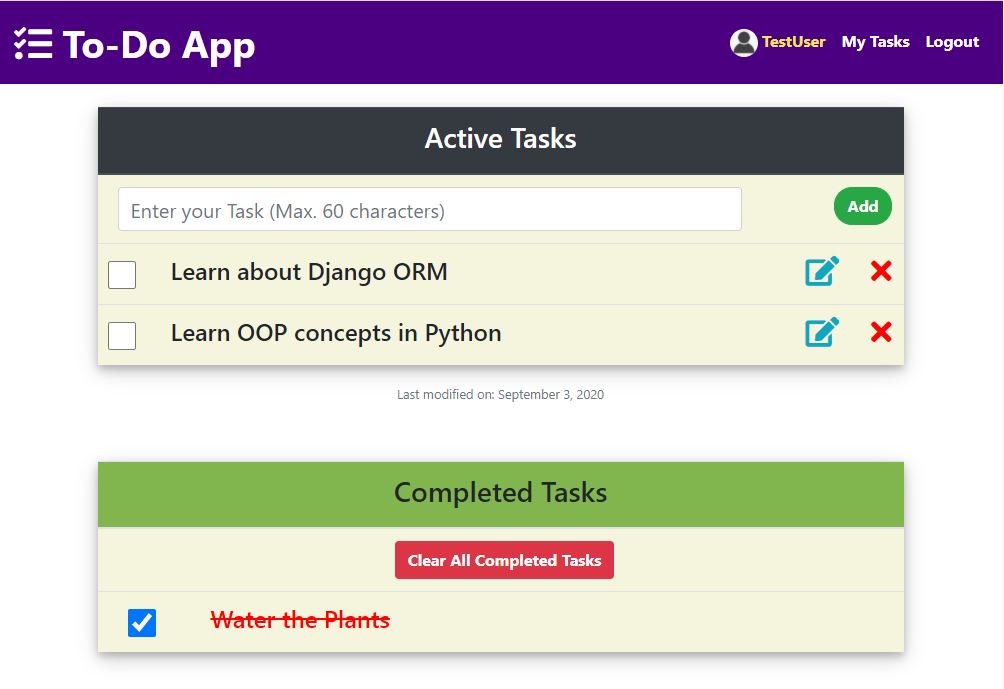 To-Do App
TestUser My Tasks Logout
Active Tasks
Enter your Task (Max. 60 characters) Add
Learn about Django ORM
Learn OOP concepts in Python
Last modified on: September 3, 2020
Completed Tasks
Clear All Completed Tasks
Water the Plants